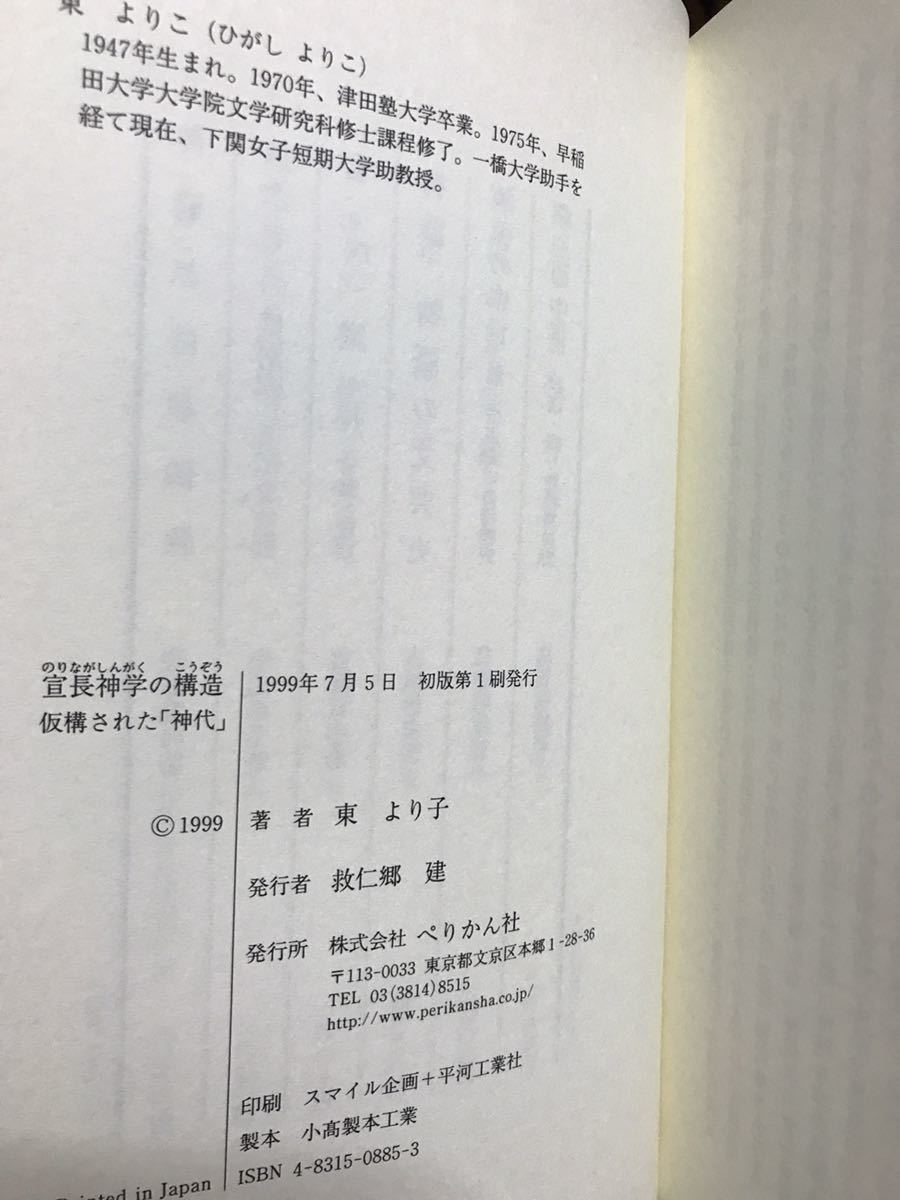 東 よりこ（ひがし よりこ）
1947年生まれ。1970年、津田塾大学卒業。1975年、早稲
田大学大学院文学研究科修士課程修了。一橋大学助手を
経て現在、下関女子短期大学助教授。
のりながしんがく こうぞう
宣長神学の構造
仮構された「神代」
©1999
1999年7月5日 初版第1刷発行
著 者 東 より子
発行者 救仁郷 建
発行所 株式会社 ぺりかん社
〒113-0033 東京都文京区本郷1-28-36
TEL 03(3814)8515
http://www.perikansha.co.jp/
印刷 スマイル企画＋平河工業社
製本 小髙製本工業
ISBN 4-8315-0885-3
Printed in Japan